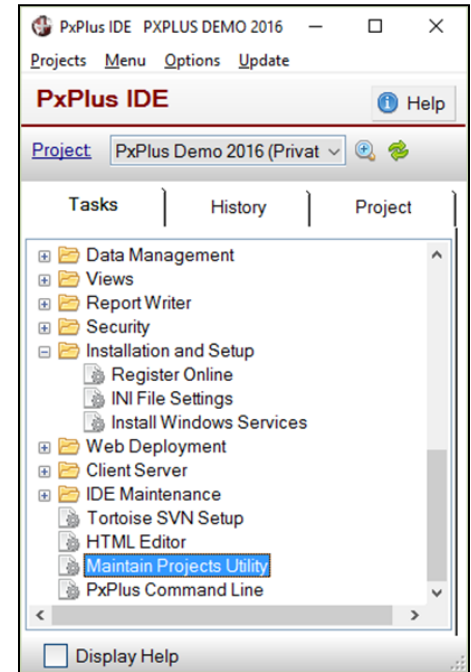 PxPlus IDE PXPLUS DEMO 2016
Projects Menu Options Update
PxPlus IDE
Help
Project: PxPlus Demo 2016 (Privat
Tasks History Project
Data Management
Views
Report Writer
Security
Installation and Setup
Register Online
INI File Settings
Install Windows Services
Web Deployment
Client Server
IDE Maintenance
Tortoise SVN Setup
HTML Editor
Maintain Projects Utility
PxPlus Command Line
Display Help